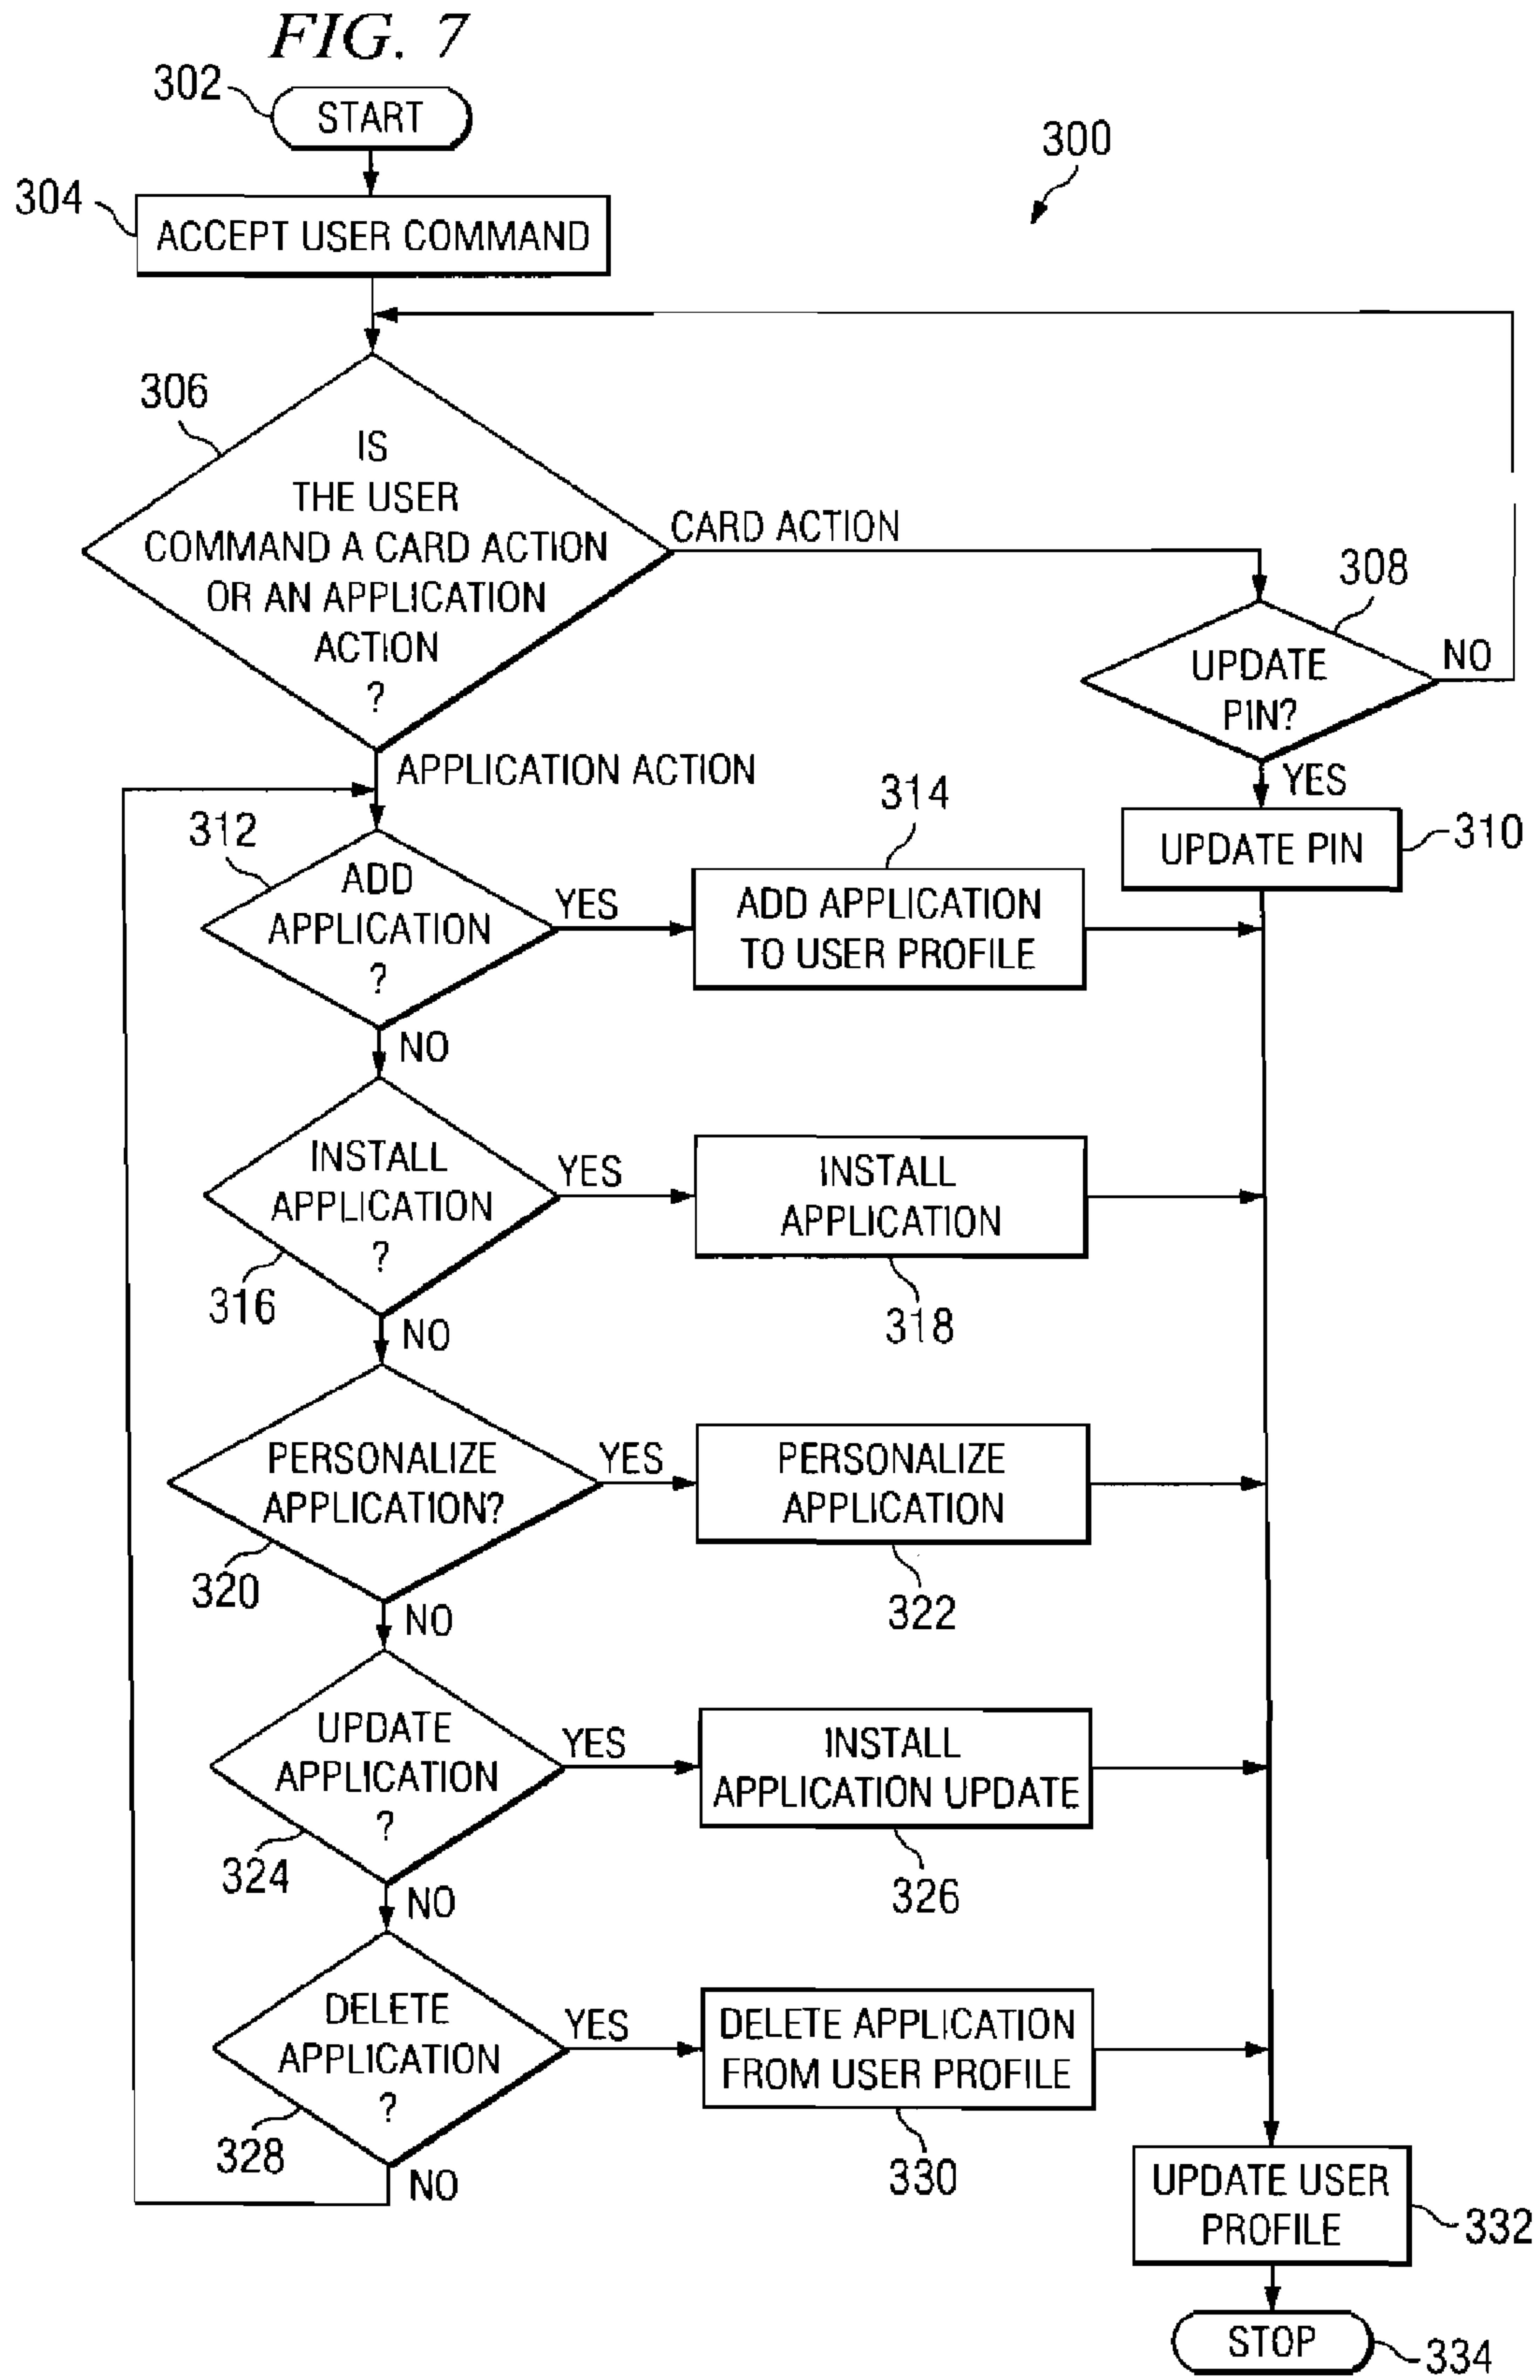 FIG. 7
302
START
300
304
ACCEPT USER COMMAND
306
IS
THE USER
COMMAND A CARD ACTION
OR AN APPLICATION
ACTION
?
CARD ACTION
308
UPDATE
PIN?
NO
YES
APPLICATION ACTION
UPDATE PIN
310
312
ADD
APPLICATION
?
YES
314
ADD APPLICATION
TO USER PROFILE
NO
INSTALL
APPLICATION
?
316
YES
INSTALL
APPLICATION
318
NO
PERSONALIZE
APPLICATION?
320
YES
PERSONALIZE
APPLICATION
322
NO
UPDATE
APPLICATION
?
324
YES
INSTALL
APPLICATION UPDATE
326
NO
DELETE
APPLICATION
?
328
YES
DELETE APPLICATION
FROM USER PROFILE
330
NO
UPDATE USER
PROFILE
332
STOP
334